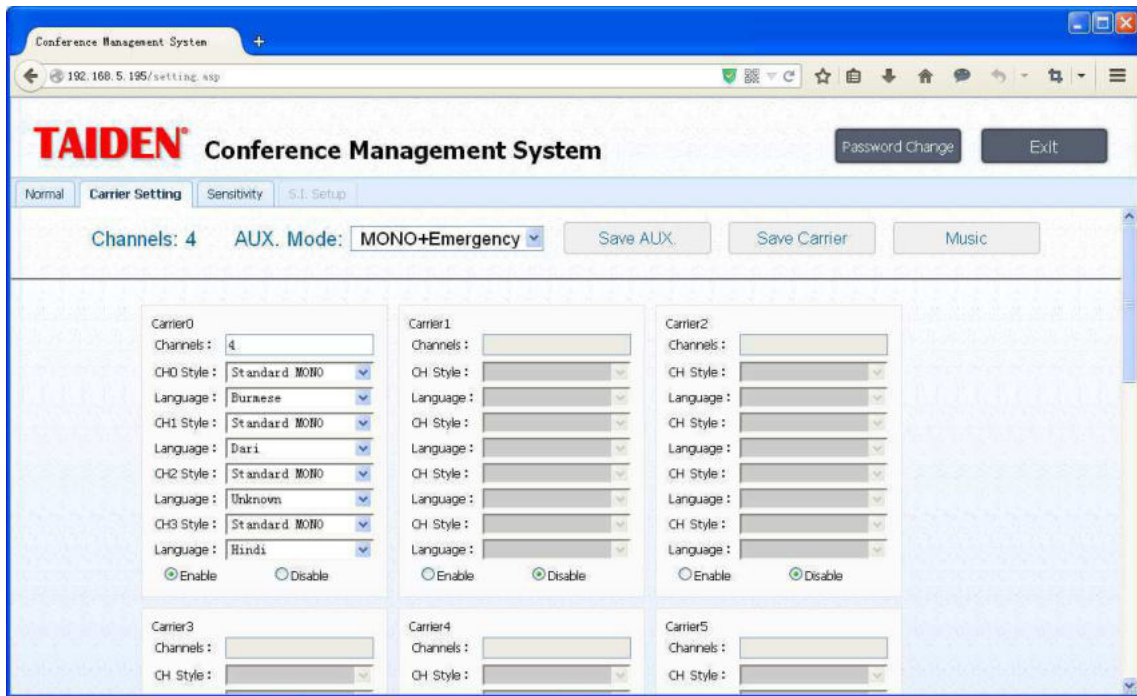 Conference Management System
192.168.5.195/setting.asp
TAIDEN® Conference Management System
Password Change
Exit
Normal
Carrier Setting
Sensitivity
S.I. Setup
Channels: 4
AUX. Mode: MONO+Emergency
Save AUX.
Save Carrier
Music
Carrier0
Channels: 4
CH0 Style: Standard MONO
Language: Burmese
CH1 Style: Standard MONO
Language: Dari
CH2 Style: Standard MONO
Language: Unknown
CH3 Style: Standard MONO
Language: Hindi
Enable Disable
Carrier1
Channels:
CH Style:
Language:
CH Style:
Language:
CH Style:
Language:
CH Style:
Language:
Enable Disable
Carrier2
Channels:
CH Style:
Language:
CH Style:
Language:
CH Style:
Language:
CH Style:
Language:
Enable Disable
Carrier3
Channels:
CH Style:
Carrier4
Channels:
CH Style:
Carrier5
Channels:
CH Style: